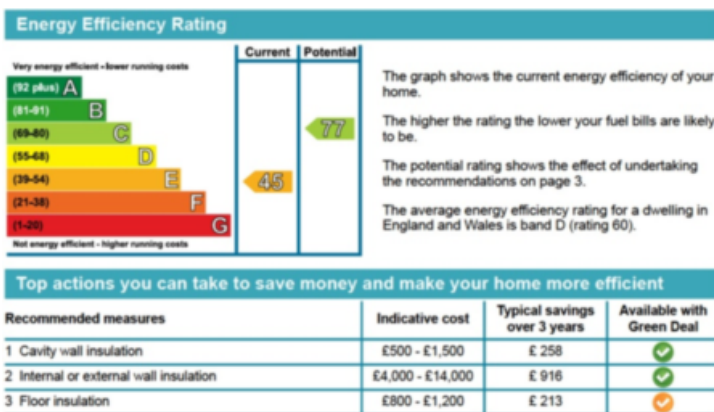 Energy Efficiency Rating
Current Potential
Very energy efficient - lower running costs
(92 plus) A
(81-91) B
(69-80) C
(55-68) D
(39-54) E
(21-38) F
(1-20) G
Not energy efficient - higher running costs
77
45
The graph shows the current energy efficiency of your
home.
The higher the rating the lower your fuel bills are likely
to be.
The potential rating shows the effect of undertaking
the recommendations on page 3.
The average energy efficiency rating for a dwelling in
England and Wales is band D (rating 60).
Top actions you can take to save money and make your home more efficient
Recommended measures Indicative cost Typical savings over 3 years Available with Green Deal
1 Cavity wall insulation £500 - £1,500 £ 258
2 Internal or external wall insulation £4,000 - £14,000 £ 916
3 Floor insulation £800 - £1,200 £ 213